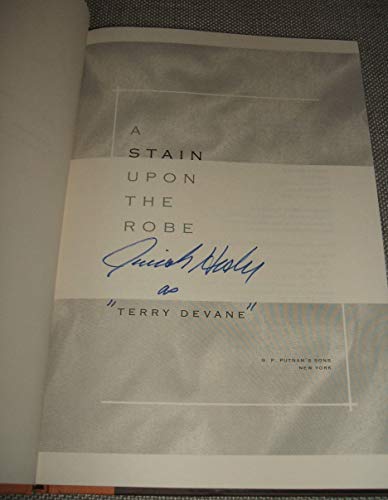 A
STAIN
UPON
THE
ROBE
as
"TERRY DEVANE"
G. P. PUTNAM'S SONS
NEW YORK